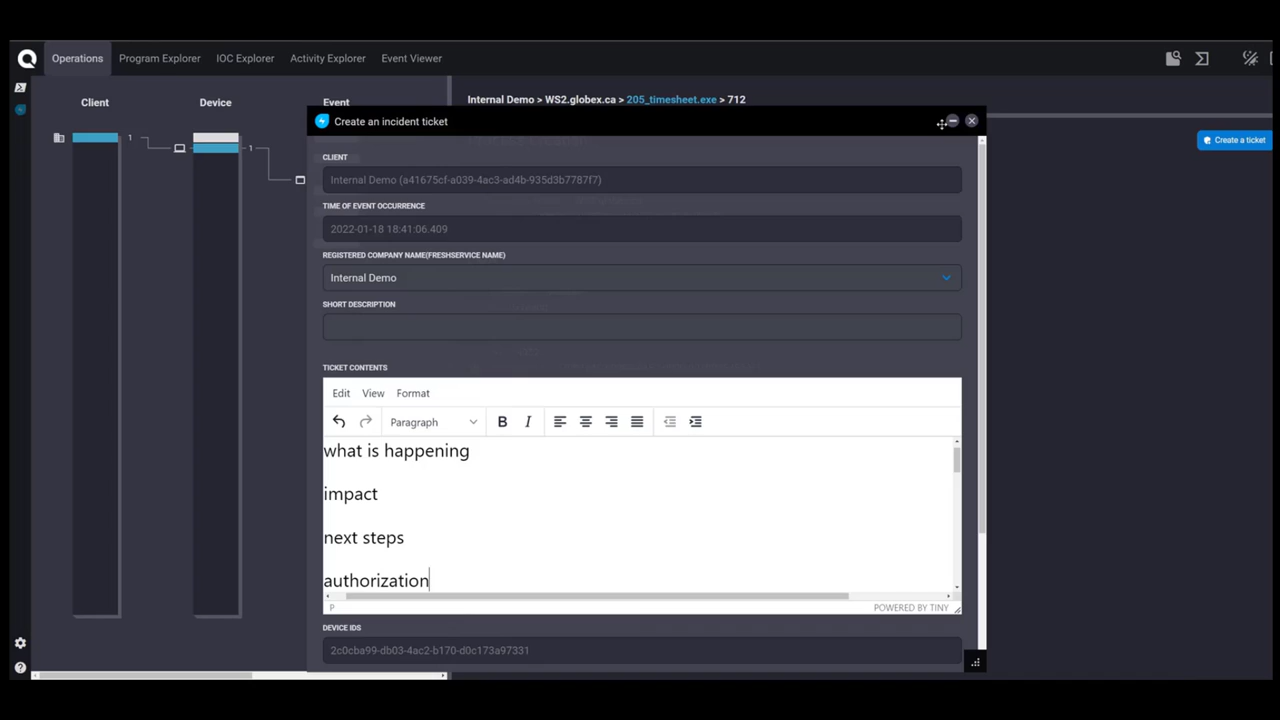 Operations Program Explorer IOC Explorer Activity Explorer Event Viewer
Client Device Event
Internal Demo > WS2.globex.ca > 205_timesheet.exe > 712
1
1
Create a ticket
Create an incident ticket
CLIENT
Internal Demo (a41675cf-a039-4ac3-ad4b-935d3b7787f7)
TIME OF EVENT OCCURRENCE
2022-01-18 18:41:06.409
REGISTERED COMPANY NAME(FRESHSERVICE NAME)
Internal Demo
SHORT DESCRIPTION
TICKET CONTENTS
Edit View Format
Paragraph B I
what is happening
impact
next steps
authorization
P POWERED BY TINY
DEVICE IDS
2c0cba99-db03-4ac2-b170-d0c173a97331